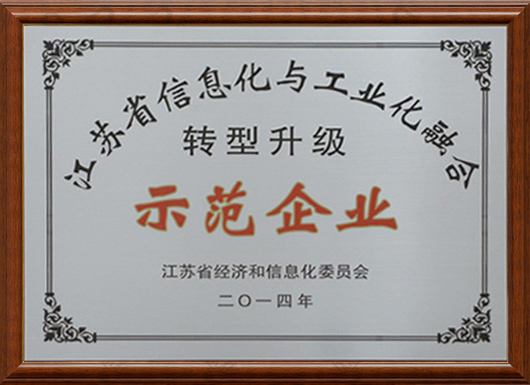 江苏省信息化与工业化融合
转型升级
示范企业
江苏省经济和信息化委员会
二〇一四年